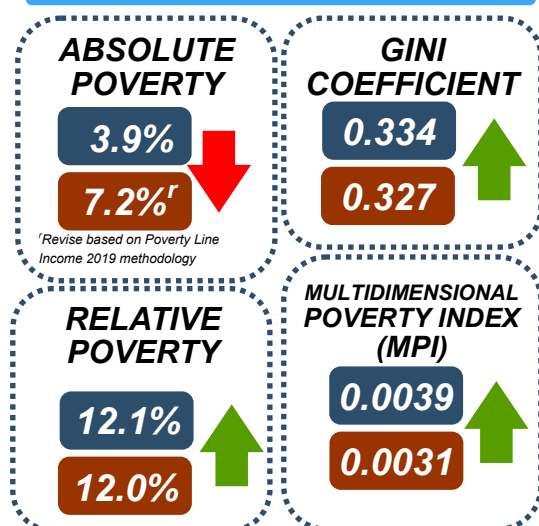 ABSOLUTE
POVERTY
3.9%
7.2%ʳ
ʳRevise based on Poverty Line
Income 2019 methodology
GINI
COEFFICIENT
0.334
0.327
RELATIVE
POVERTY
12.1%
12.0%
MULTIDIMENSIONAL
POVERTY INDEX
(MPI)
0.0039
0.0031